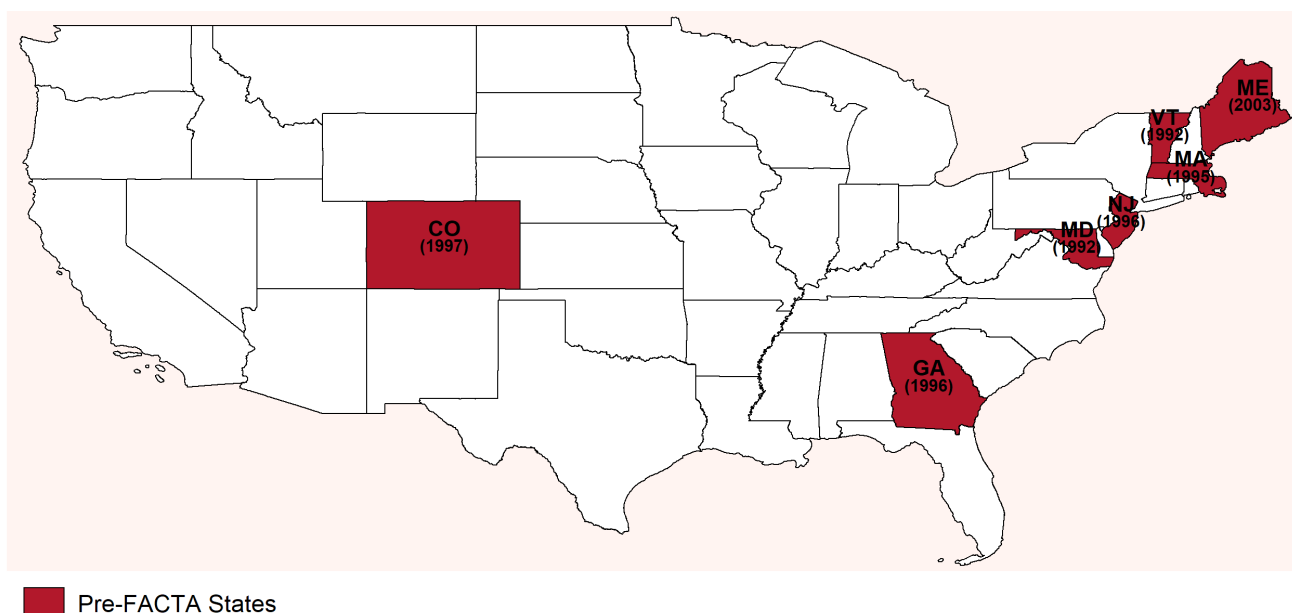 ME
(2003)
VT
(1992)
MA
(1995)
NJ
(1996)
CO
(1997)
MD
(1992)
GA
(1996)
Pre-FACTA States